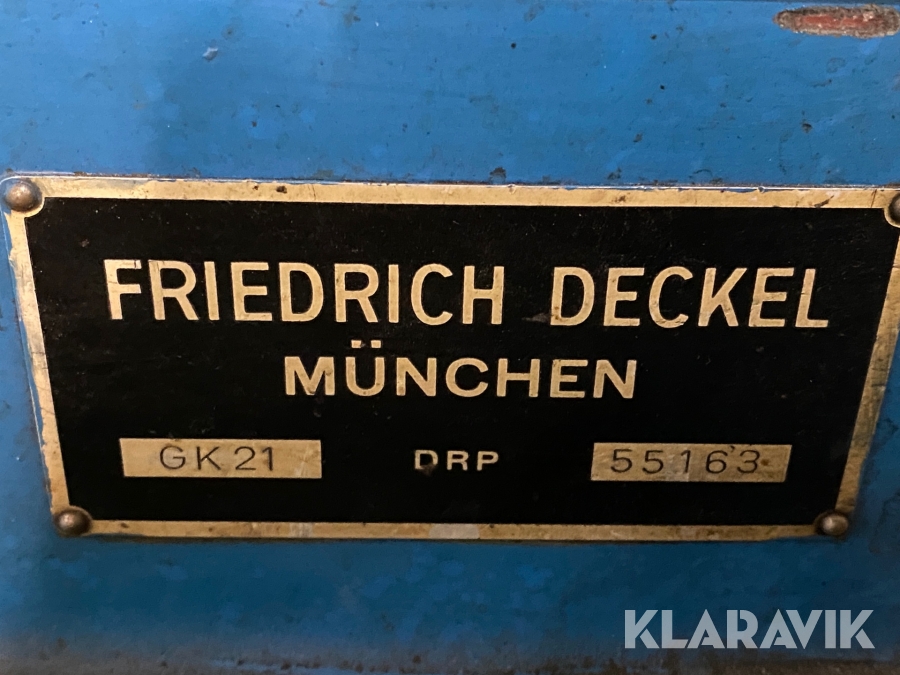 FRIEDRICH DECKEL
MÜNCHEN
GK21 DRP 55163
KLARAVIK